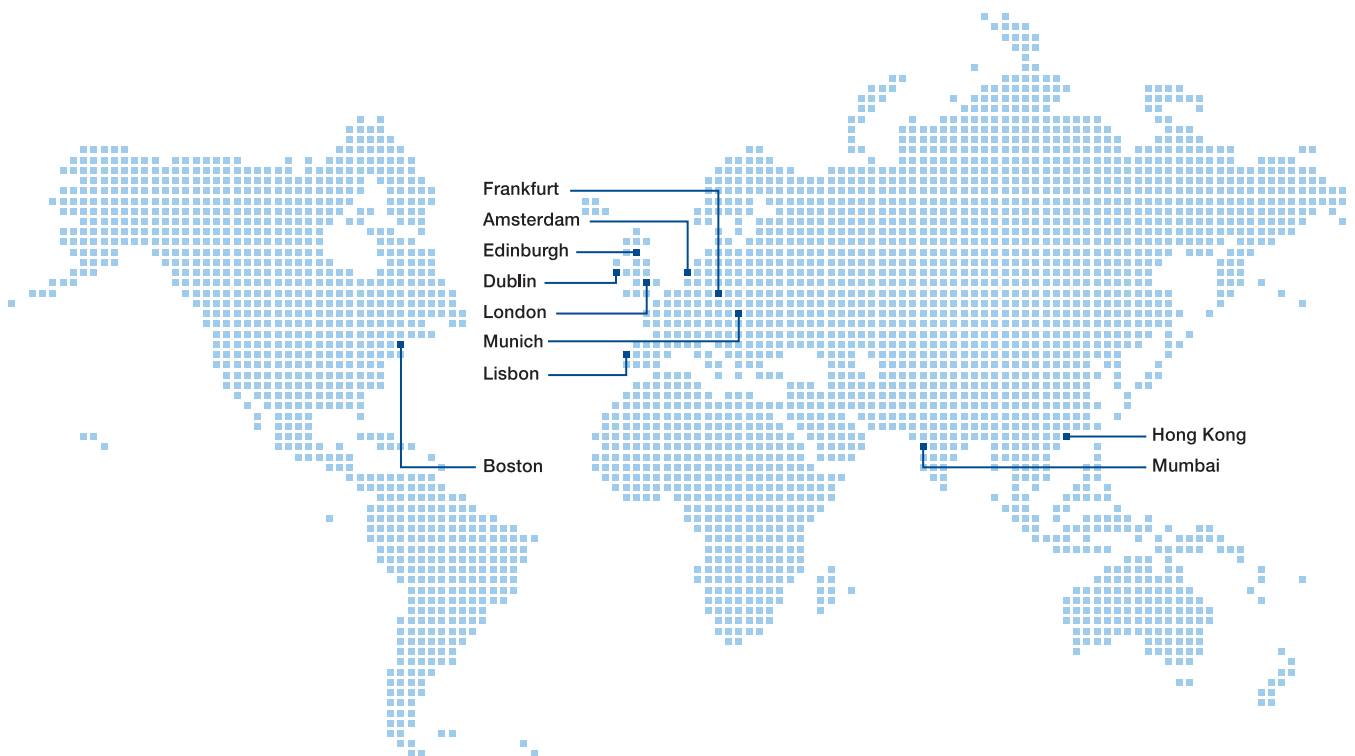 Frankfurt
Amsterdam
Edinburgh
Dublin
London
Munich
Lisbon
Boston
Hong Kong
Mumbai